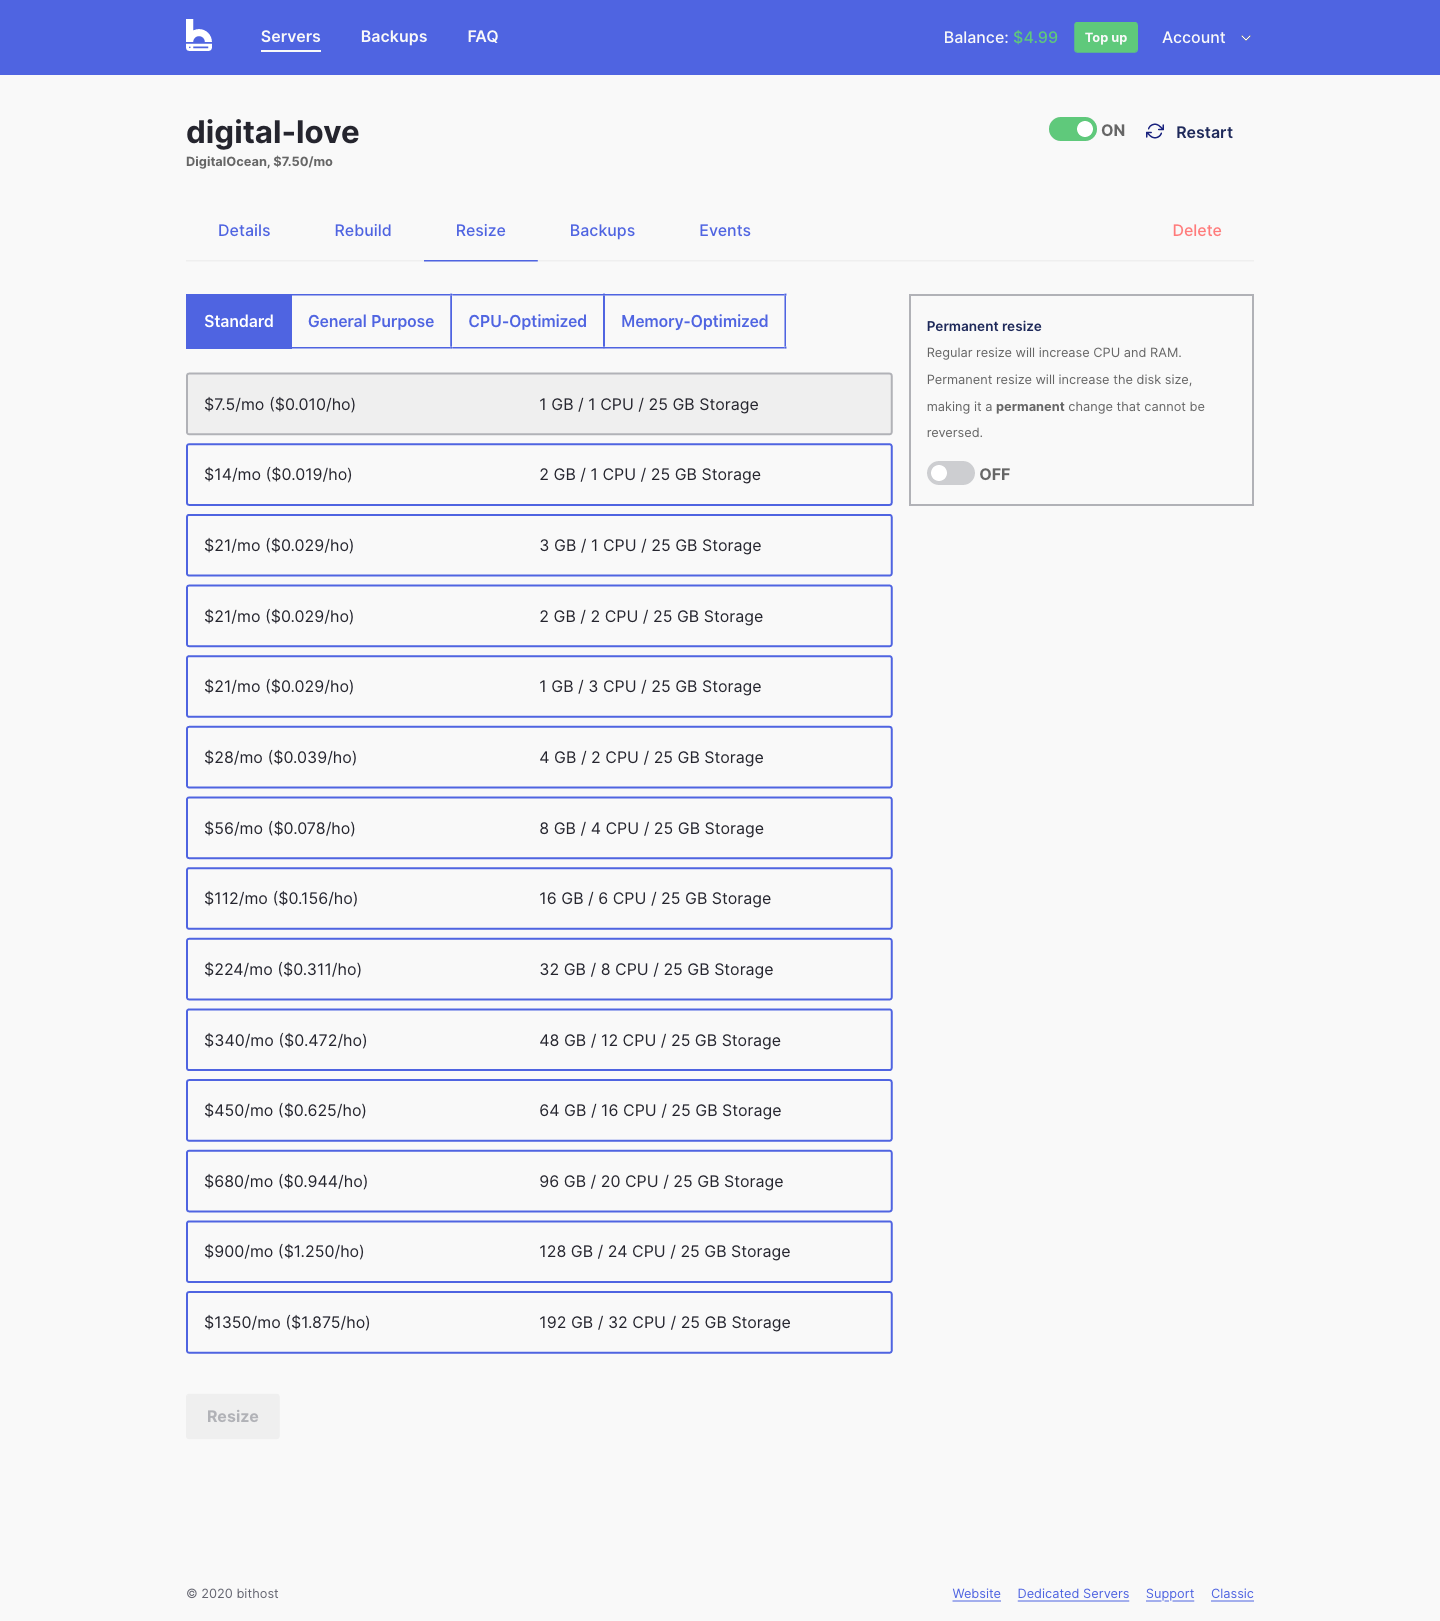 Servers Backups FAQ Balance: $4.99 Top up Account
digital-love
DigitalOcean, $7.50/mo
ON Restart
Details Rebuild Resize Backups Events Delete
Standard General Purpose CPU-Optimized Memory-Optimized
Permanent resize
Regular resize will increase CPU and RAM.
Permanent resize will increase the disk size,
making it a permanent change that cannot be
reversed.
OFF
$7.5/mo ($0.010/ho) 1 GB / 1 CPU / 25 GB Storage
$14/mo ($0.019/ho) 2 GB / 1 CPU / 25 GB Storage
$21/mo ($0.029/ho) 3 GB / 1 CPU / 25 GB Storage
$21/mo ($0.029/ho) 2 GB / 2 CPU / 25 GB Storage
$21/mo ($0.029/ho) 1 GB / 3 CPU / 25 GB Storage
$28/mo ($0.039/ho) 4 GB / 2 CPU / 25 GB Storage
$56/mo ($0.078/ho) 8 GB / 4 CPU / 25 GB Storage
$112/mo ($0.156/ho) 16 GB / 6 CPU / 25 GB Storage
$224/mo ($0.311/ho) 32 GB / 8 CPU / 25 GB Storage
$340/mo ($0.472/ho) 48 GB / 12 CPU / 25 GB Storage
$450/mo ($0.625/ho) 64 GB / 16 CPU / 25 GB Storage
$680/mo ($0.944/ho) 96 GB / 20 CPU / 25 GB Storage
$900/mo ($1.250/ho) 128 GB / 24 CPU / 25 GB Storage
$1350/mo ($1.875/ho) 192 GB / 32 CPU / 25 GB Storage
Resize
© 2020 bithost Website Dedicated Servers Support Classic